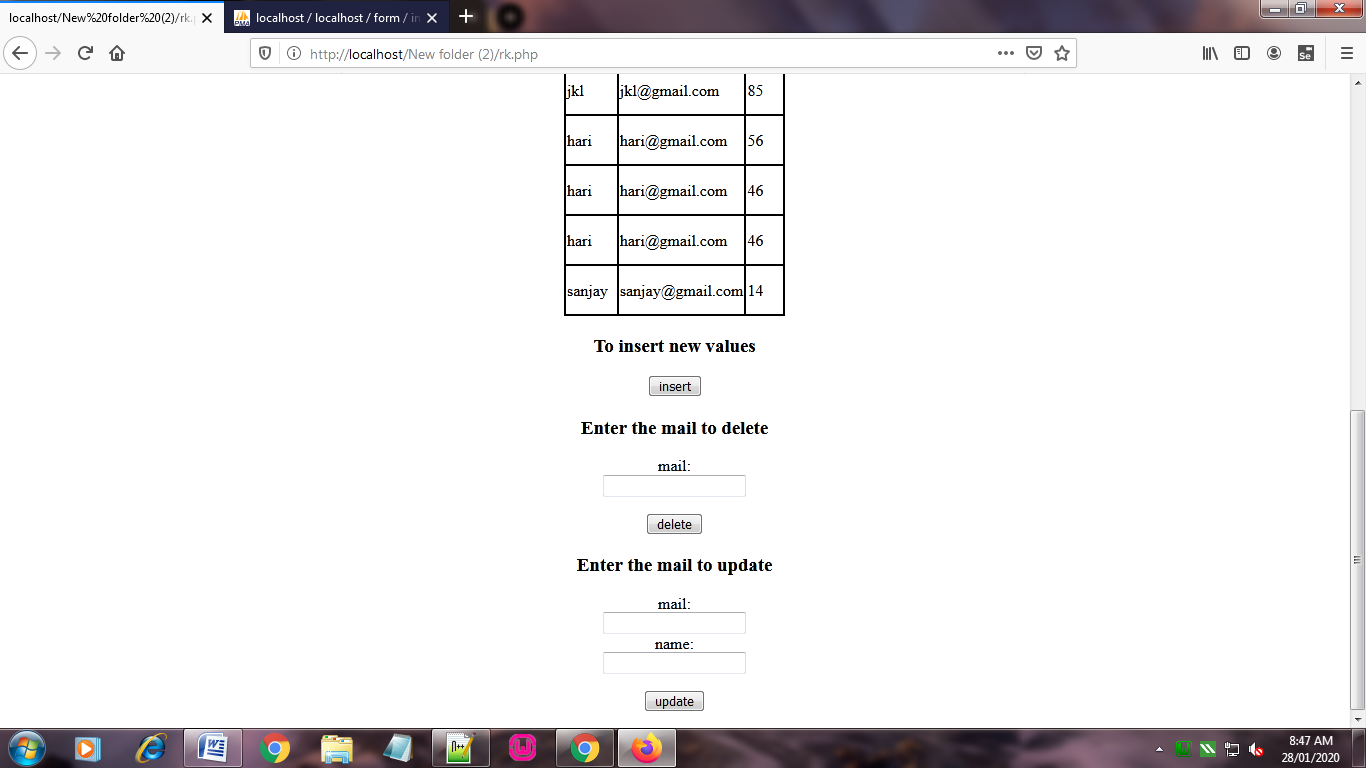 localhost/New%20folder%20(2)/rk.p
localhost / localhost / form / in
http://localhost/New folder (2)/rk.php
Se
jkl jkl@gmail.com 85
hari hari@gmail.com 56
hari hari@gmail.com 46
hari hari@gmail.com 46
sanjay sanjay@gmail.com 14
To insert new values
insert
Enter the mail to delete
mail:
delete
Enter the mail to update
mail:
name:
update
8:47 AM
28/01/2020